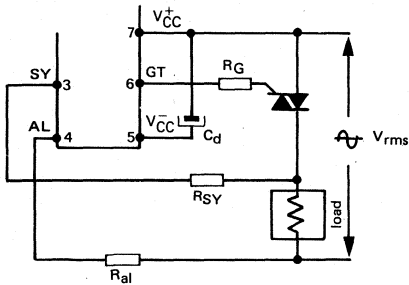 7 V⁺CC
SY 3
6 GT
RG
AL 4
5 V⁻CC
Cd
Vrms
RSY
load
Ral